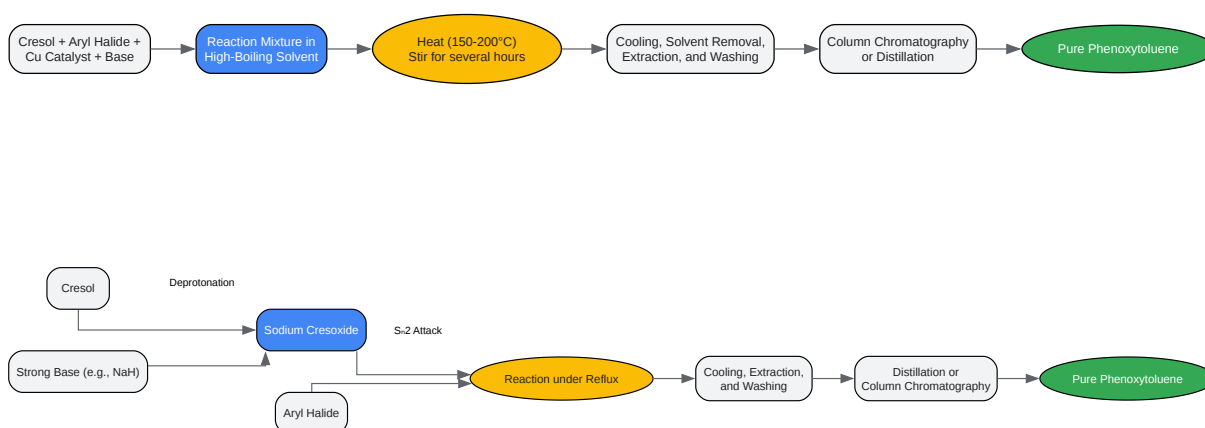 Cresol + Aryl Halide +
Cu Catalyst + Base
Reaction Mixture in
High-Boiling Solvent
Heat (150-200°C)
Stir for several hours
Cooling, Solvent Removal,
Extraction, and Washing
Column Chromatography
or Distillation
Pure Phenoxytoluene
Cresol
Deprotonation
Strong Base (e.g., NaH)
Sodium Cresoxide
Sₙ2 Attack
Aryl Halide
Reaction under Reflux
Cooling, Extraction,
and Washing
Distillation or
Column Chromatography
Pure Phenoxytoluene